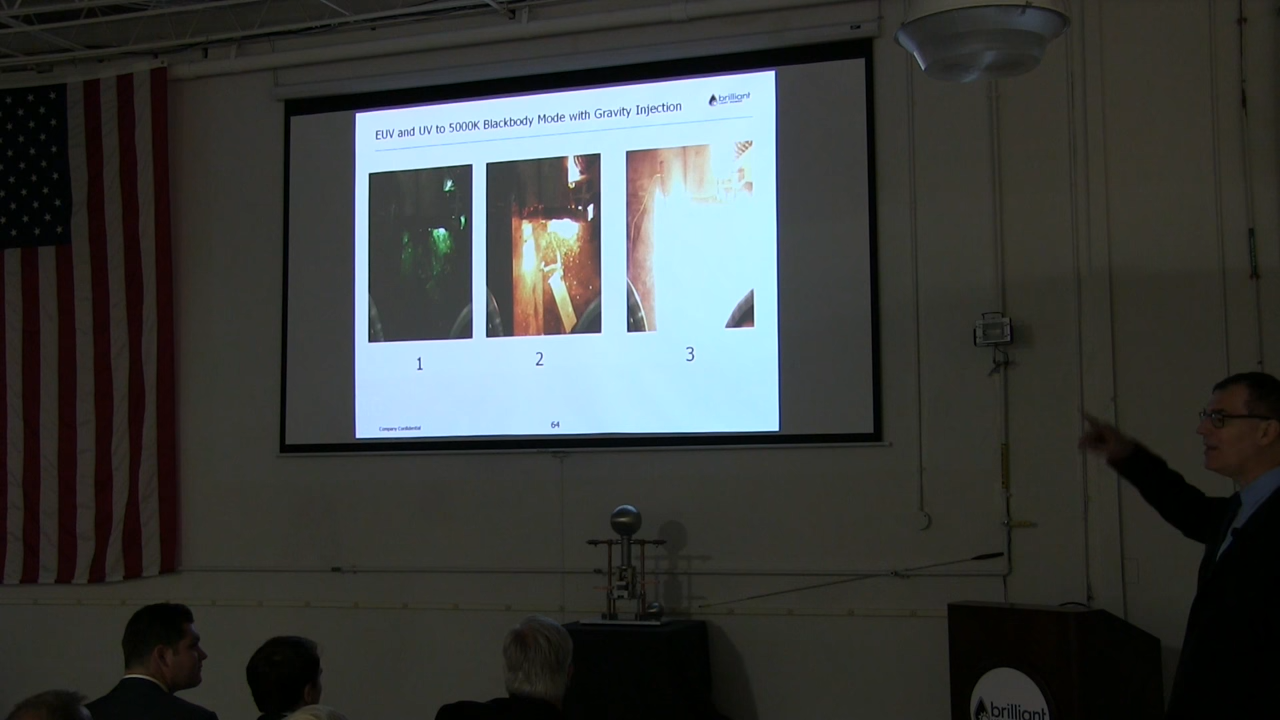 brilliant
EUV and UV to 5000K Blackbody Mode with Gravity Injection
1
2
3
Company Confidential
64
brilliant